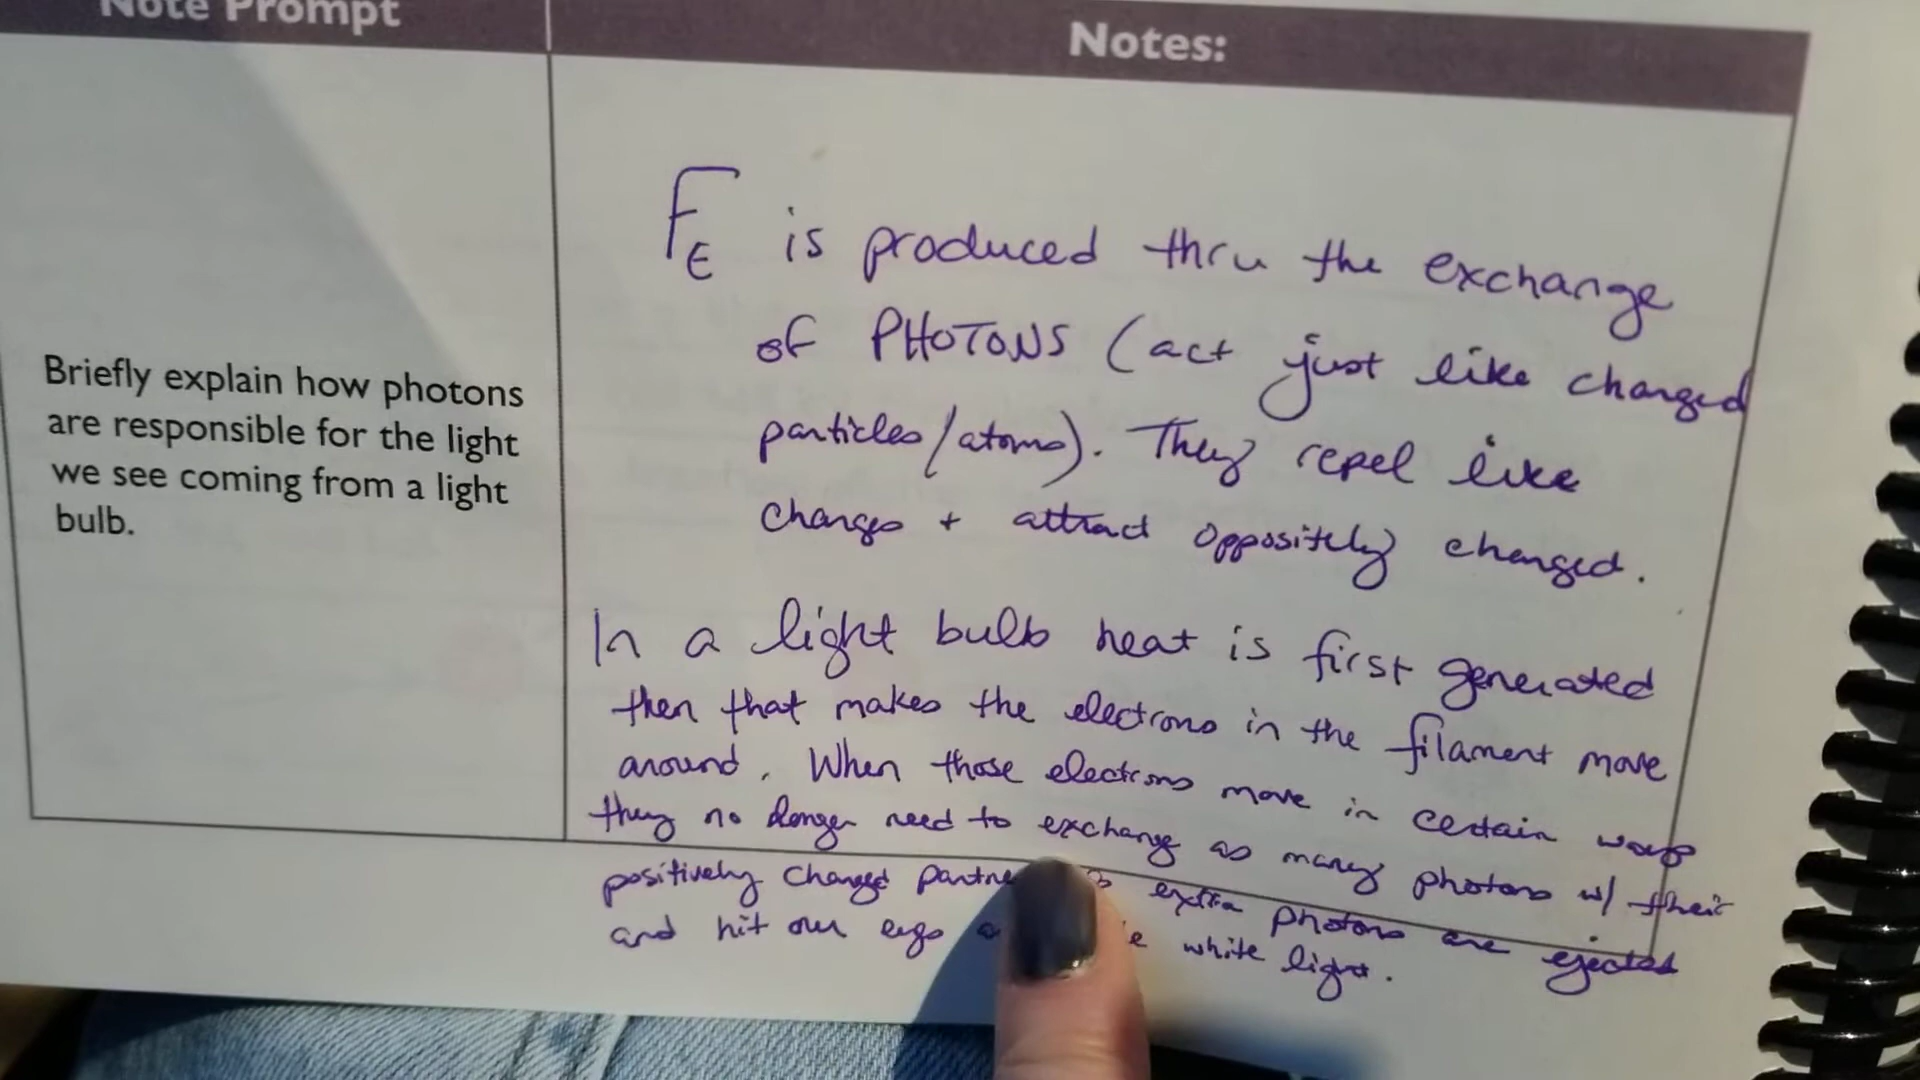 Note Prompt
Notes:
Briefly explain how photons
are responsible for the light
we see coming from a light
bulb.
FE is produced thru the exchange
of PHOTONS (act just like charged
particles/atoms). They repel like
charges + attract oppositely charged.
In a light bulb heat is first generated
then that makes the electrons in the filament move
around. When those electrons move in certain ways
they no longer need to exchange as many photons w/ their
positively charged extra photons are ejected
and hit our eyes white light.